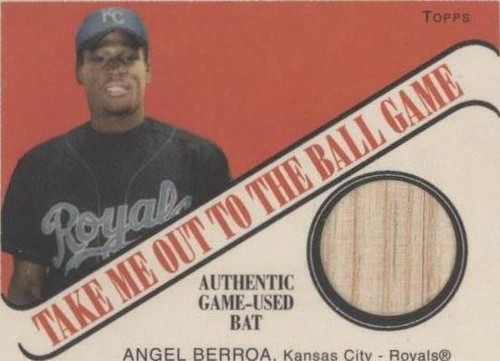 KC
TOPPS
Royals
TAKE ME OUT TO THE BALL GAME
AUTHENTIC
GAME-USED
BAT
ANGEL BERROA, Kansas City - Royals®